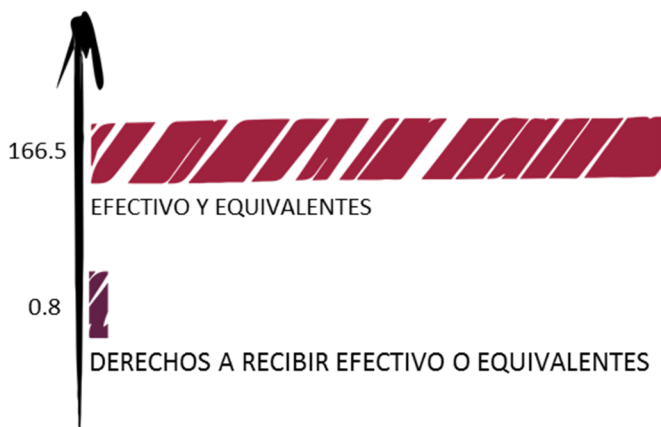 166.5
EFECTIVO Y EQUIVALENTES
0.8
DERECHOS A RECIBIR EFECTIVO O EQUIVALENTES